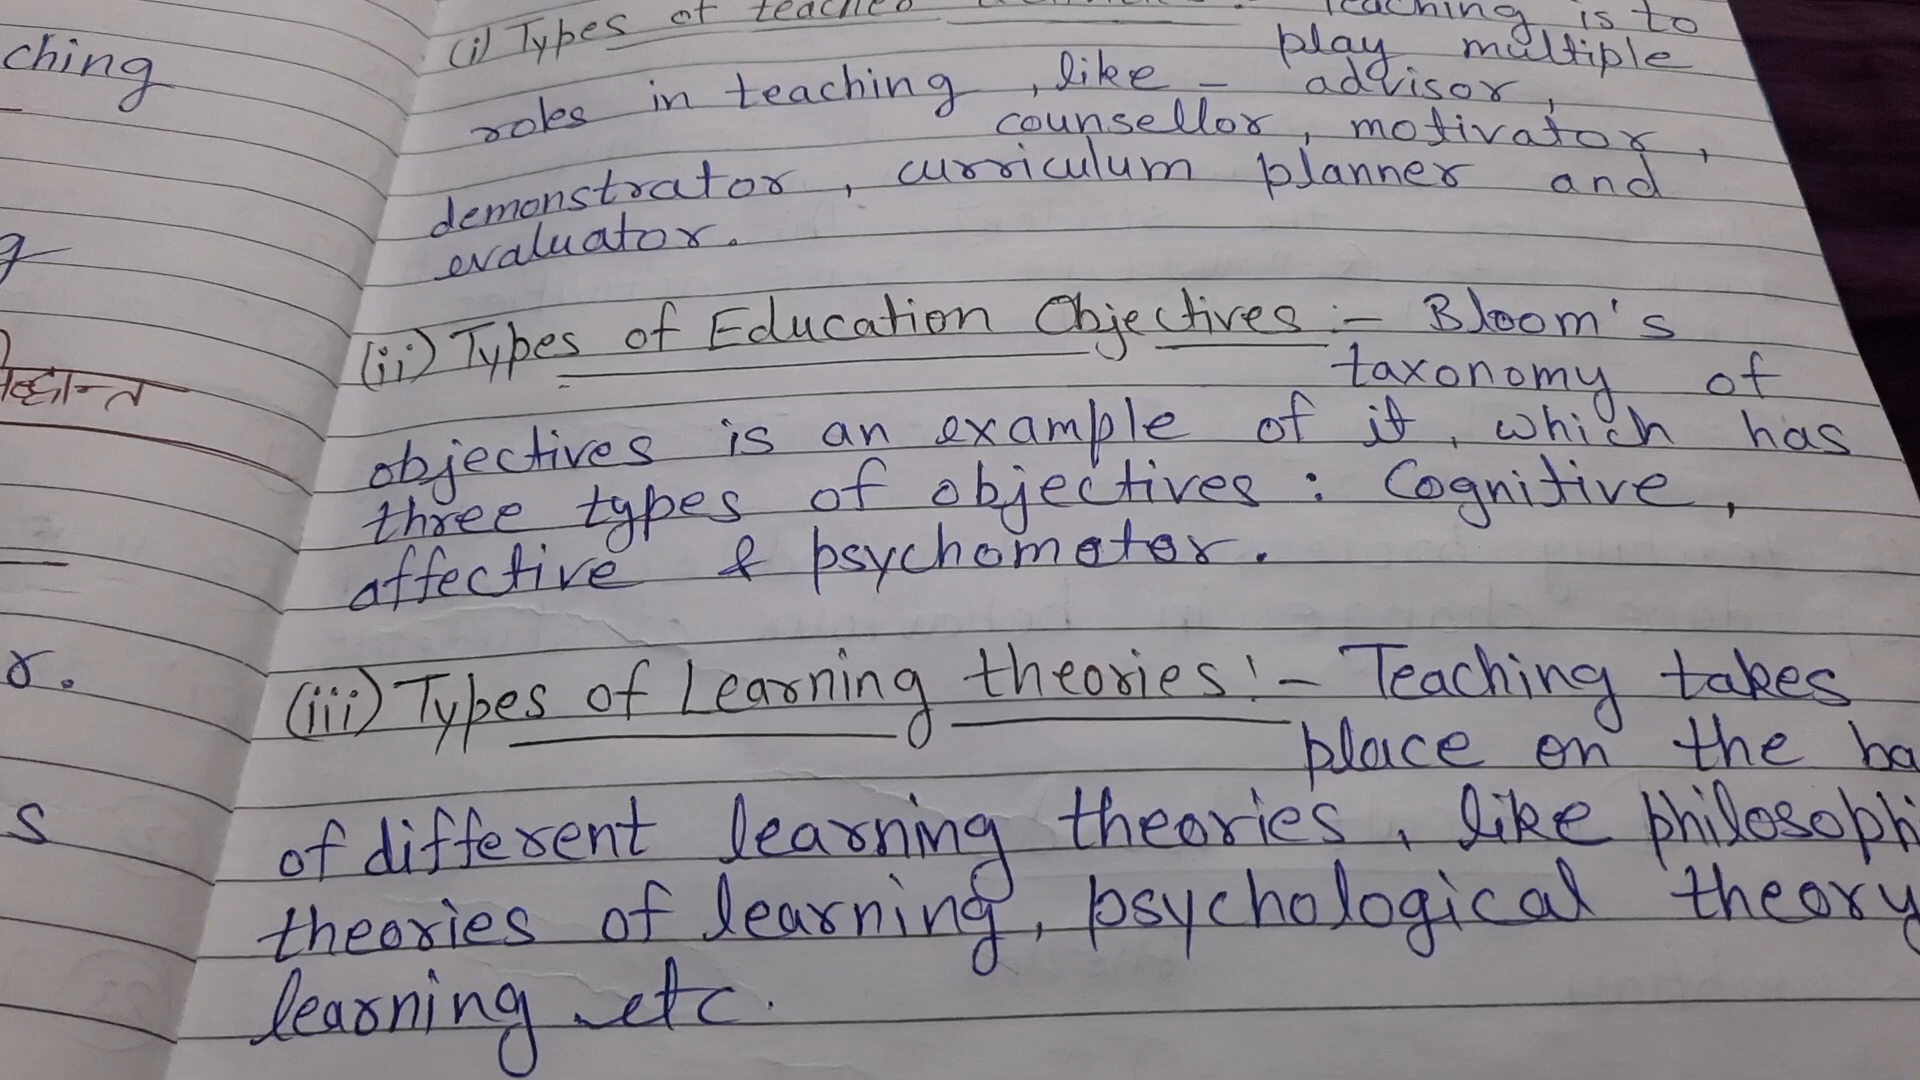 ching
r.
s
(i) Types of
Teaching is to
play multiple
roles in teaching, like - advisor,
counsellor, motivator,
demonstrator, curriculum planner and
evaluator.
(ii) Types of Education Objectives :- Bloom's
taxonomy of
objectives is an example of it, which has
three types of objectives : Cognitive,
affective & psychomotor.
(iii) Types of Learning theories :- Teaching takes
place on the ba
of different learning theories, like philosophi
theories of learning, psychological theory
learning etc.